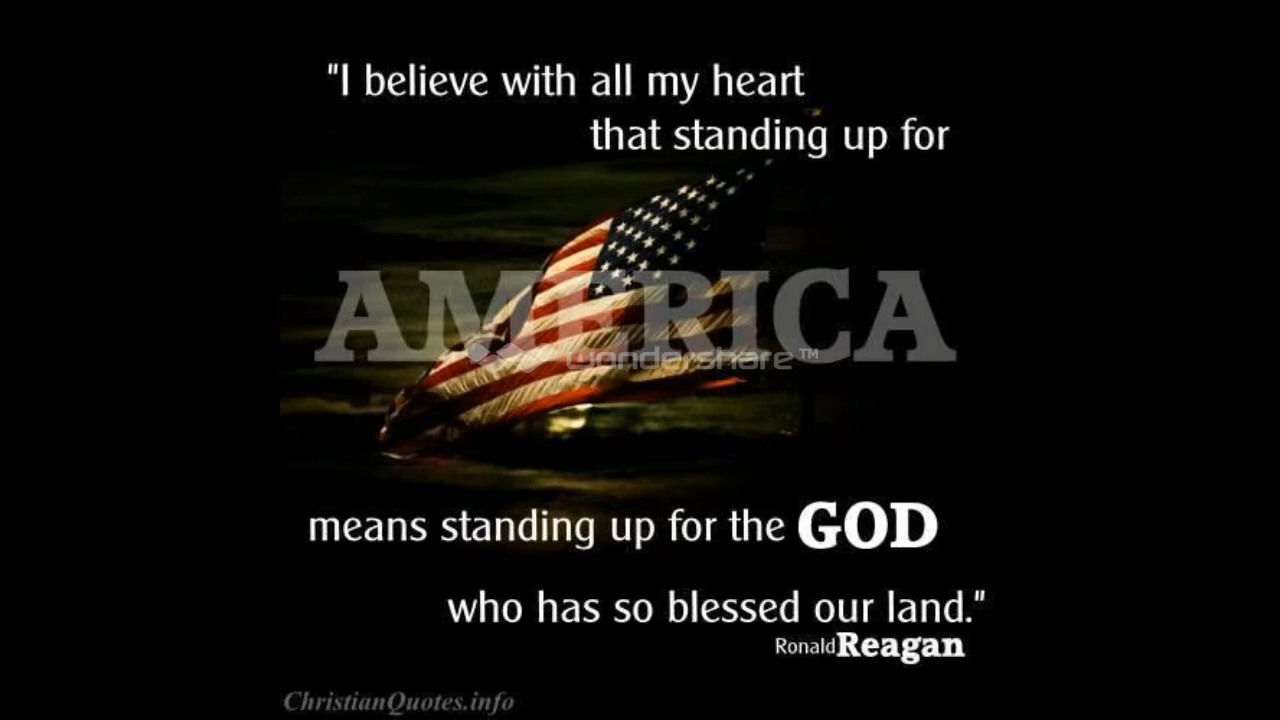 "I believe with all my heart
that standing up for
AMERICA
wondershare™
means standing up for the GOD
who has so blessed our land."
Ronald Reagan
ChristianQuotes.info